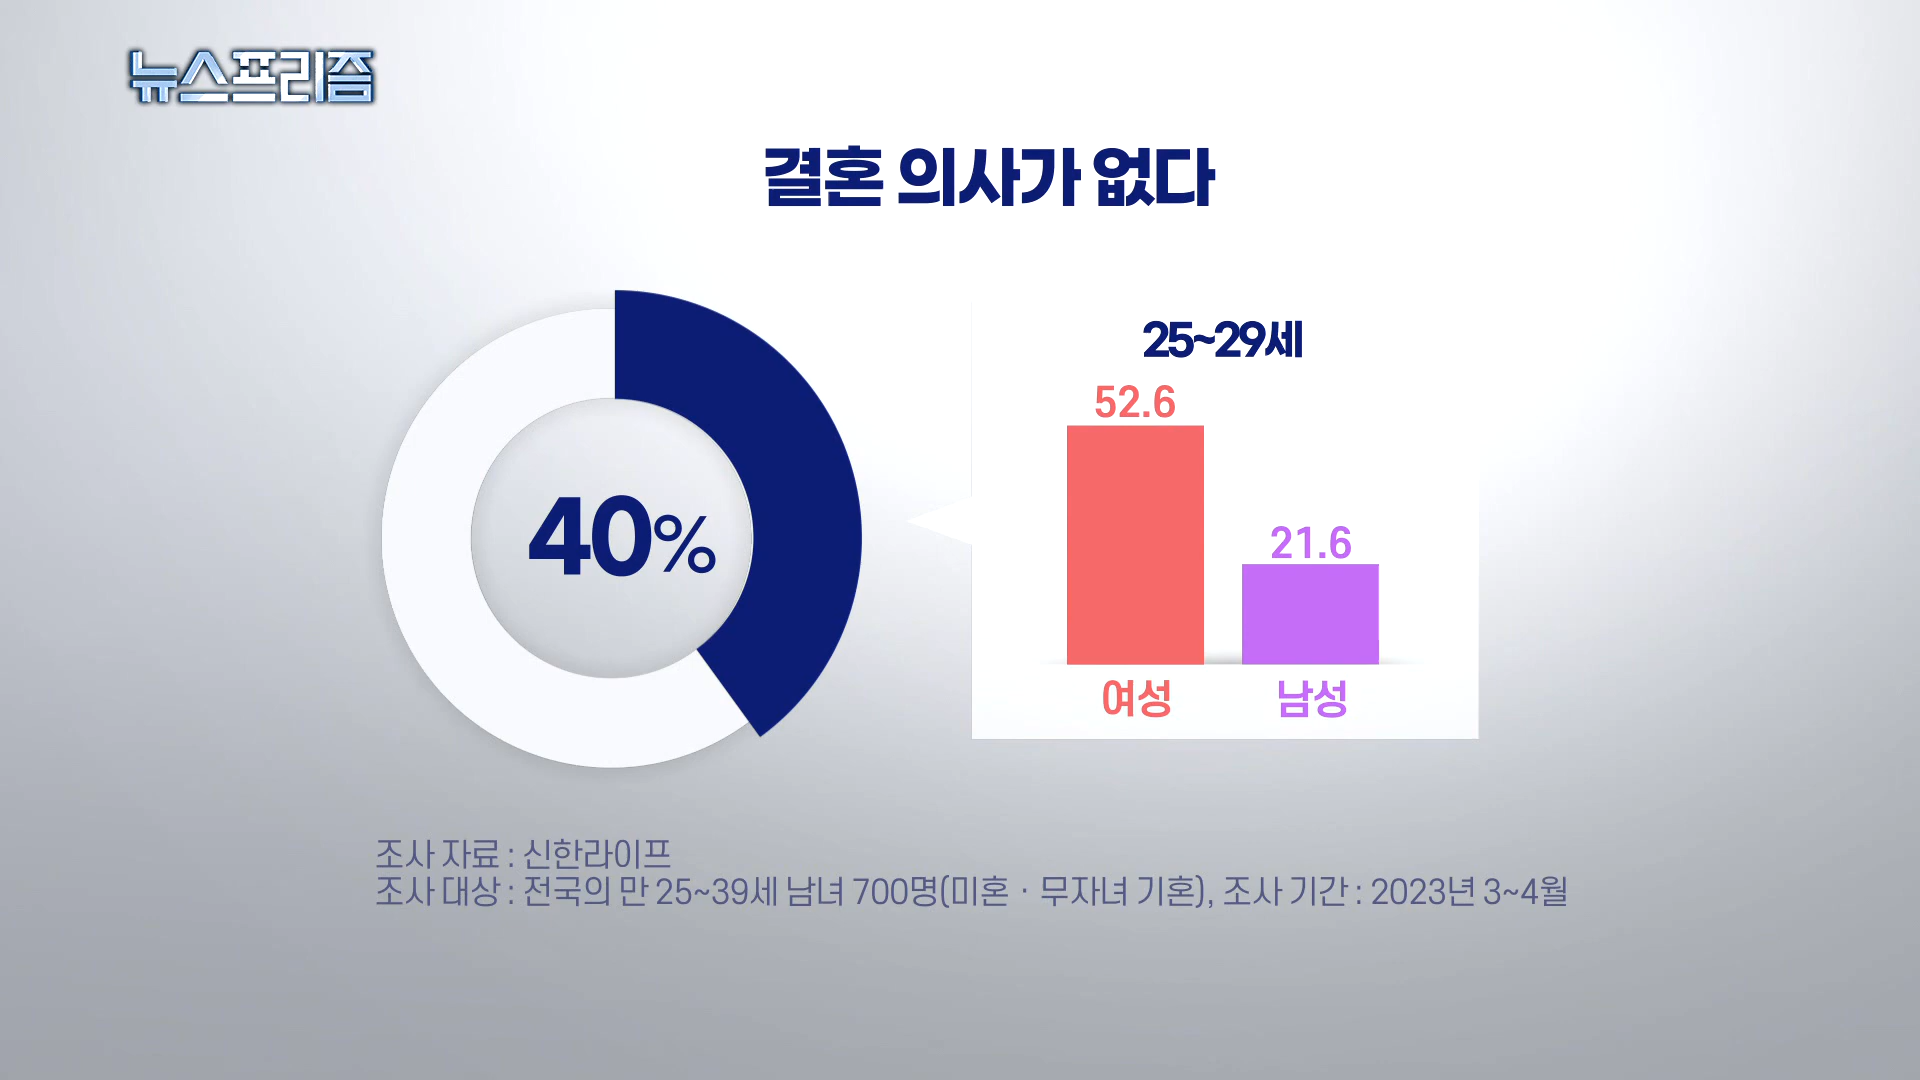 뉴스프리즘
결혼 의사가 없다
40%
25~29세
52.6
21.6
여성
남성
조사 자료 : 신한라이프
조사 대상 : 전국의 만 25~39세 남녀 700명(미혼 · 무자녀 기혼), 조사 기간 : 2023년 3~4월